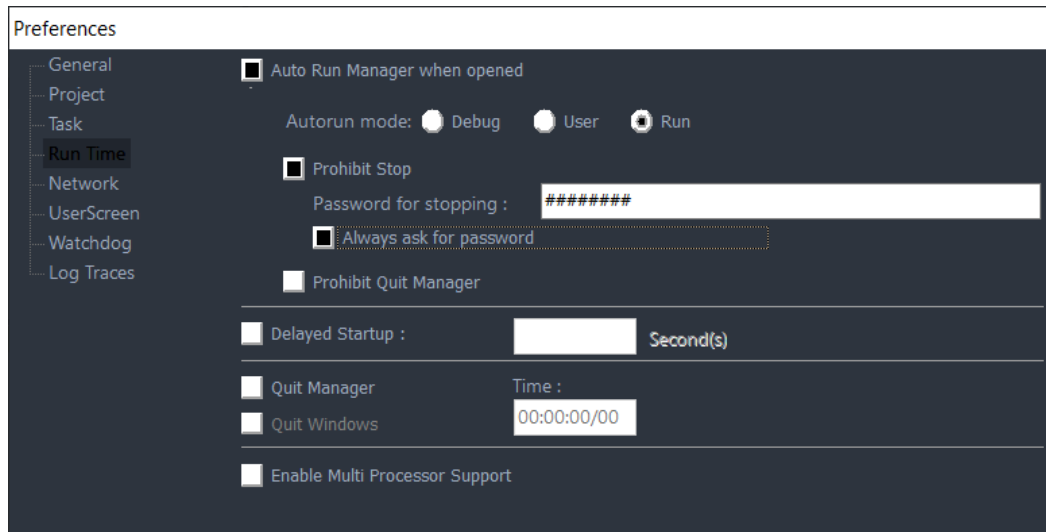 Preferences
General
Project
Task
Run Time
Network
UserScreen
Watchdog
Log Traces
Auto Run Manager when opened
Autorun mode: Debug User Run
Prohibit Stop
Password for stopping : ########
Always ask for password
Prohibit Quit Manager
Delayed Startup : Second(s)
Quit Manager Time :
Quit Windows 00:00:00/00
Enable Multi Processor Support